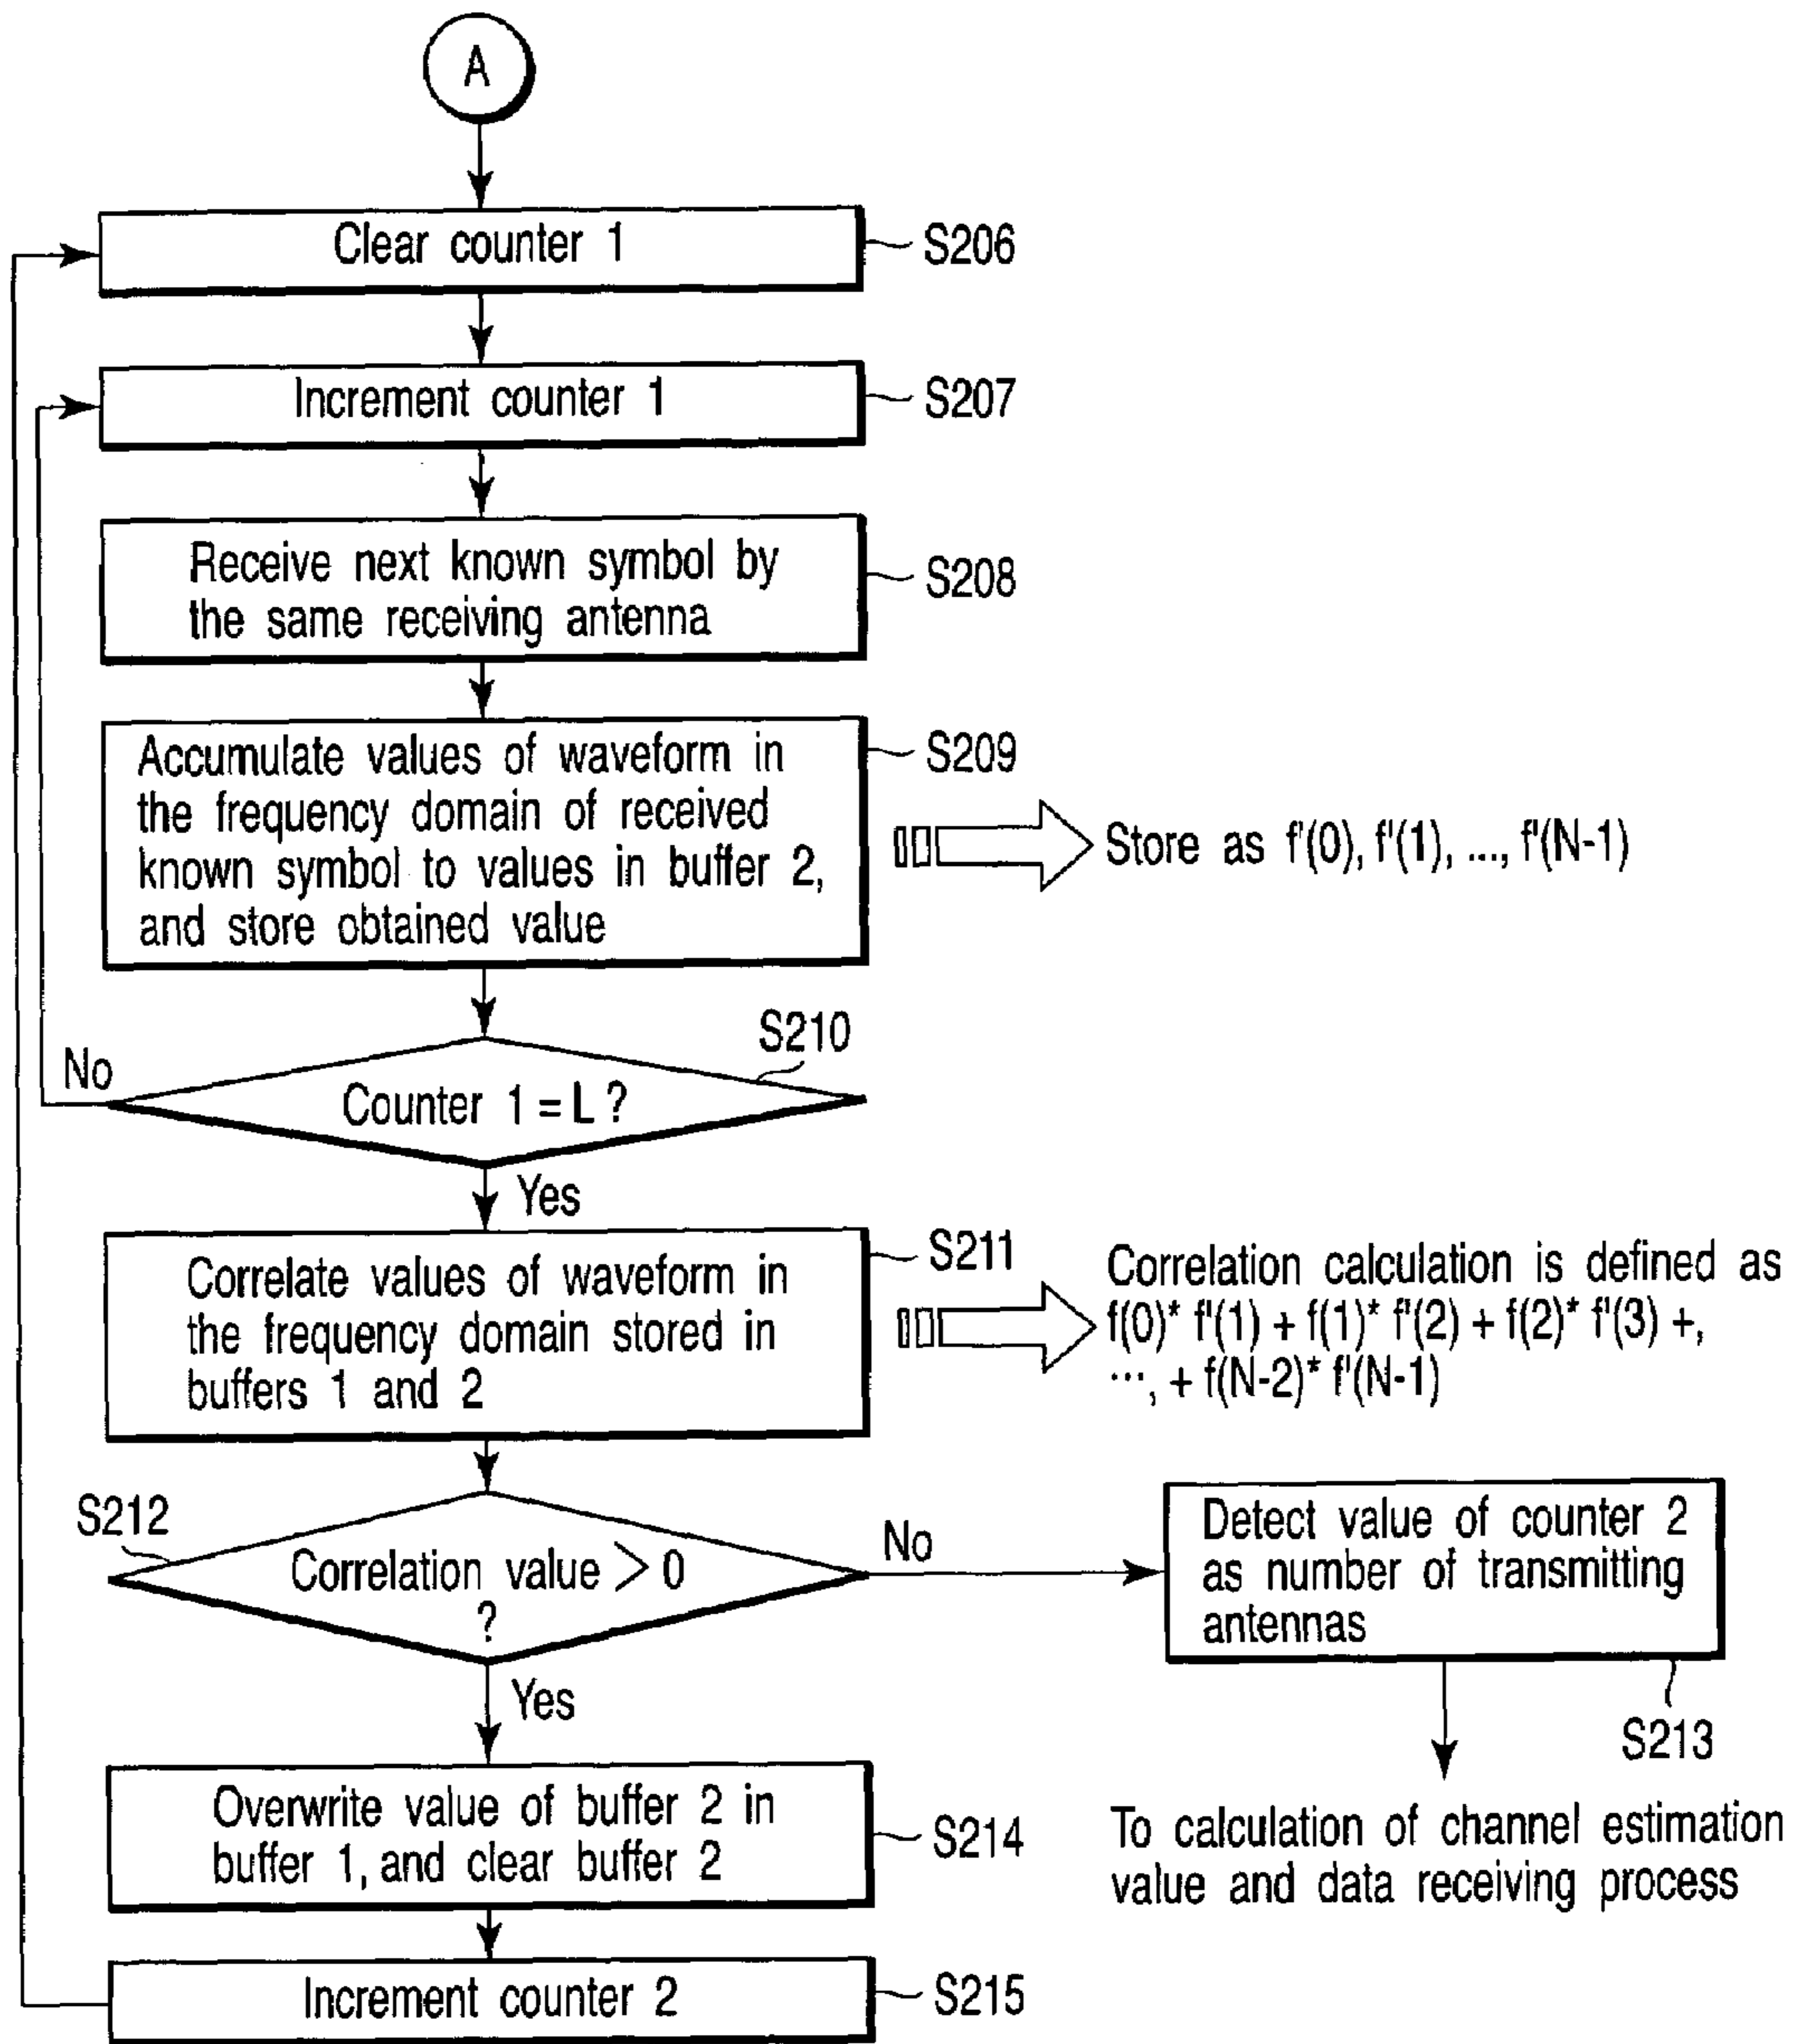 A
Clear counter 1
S206
Increment counter 1
S207
Receive next known symbol by
the same receiving antenna
S208
Accumulate values of waveform in
the frequency domain of received
known symbol to values in buffer 2,
and store obtained value
S209
Store as f'(0), f'(1), ..., f'(N-1)
S210
No
Counter 1 = L ?
Yes
Correlate values of waveform in
the frequency domain stored in
buffers 1 and 2
S211
Correlation calculation is defined as
f(0)* f'(1) + f(1)* f'(2) + f(2)* f'(3) +,
..., + f(N-2)* f'(N-1)
S212
Correlation value > 0
?
No
Detect value of counter 2
as number of transmitting
antennas
S213
Yes
Overwrite value of buffer 2 in
buffer 1, and clear buffer 2
S214
To calculation of channel estimation
value and data receiving process
Increment counter 2
S215